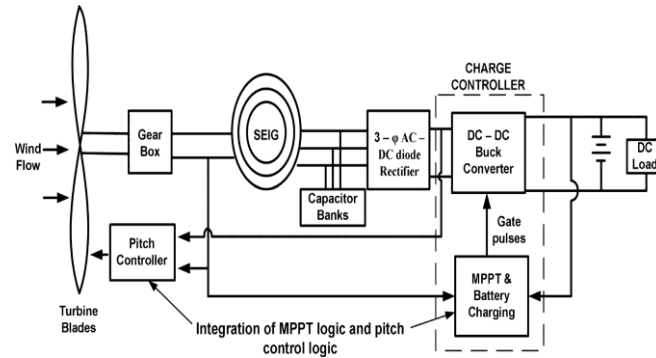 CHARGE
CONTROLLER
Wind
Flow
Gear
Box
SEIG
3 – φ AC –
DC diode
Rectifier
DC – DC
Buck
Converter
DC
Load
Capacitor
Banks
Gate
pulses
Pitch
Controller
MPPT &
Battery
Charging
Turbine
Blades
Integration of MPPT logic and pitch
control logic